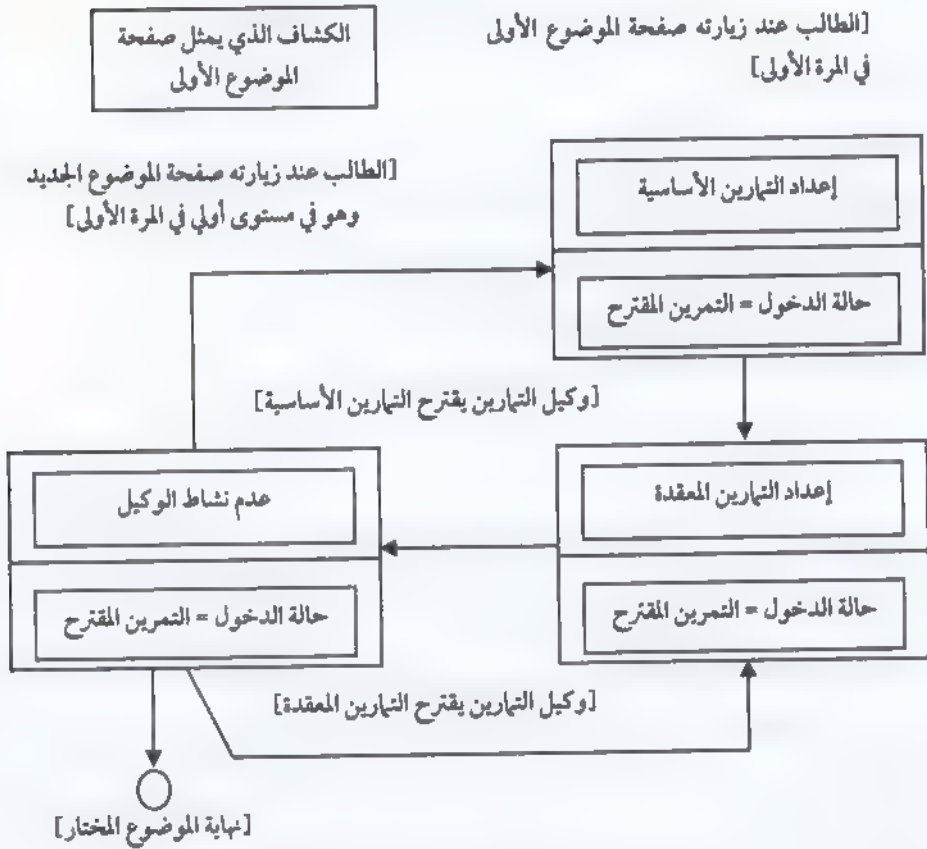 [الطالب عند زيارته صفحة الموضوع الأولى
في المرة الأولى]
الكشاف الذي يمثل صفحة
الموضوع الأولى
[الطالب عند زيارته صفحة الموضوع الجديد
وهو في مستوى أولي في المرة الأولى]
إعداد التمارين الأساسية
حالة الدخول = التمرين المقترح
[وكيل التمارين يقترح التمارين الأساسية]
إعداد التمارين المعقدة
حالة الدخول = التمرين المقترح
عدم نشاط الوكيل
حالة الدخول = التمرين المقترح
[وكيل التمارين يقترح التمارين المعقدة]
[نهاية الموضوع المختار]